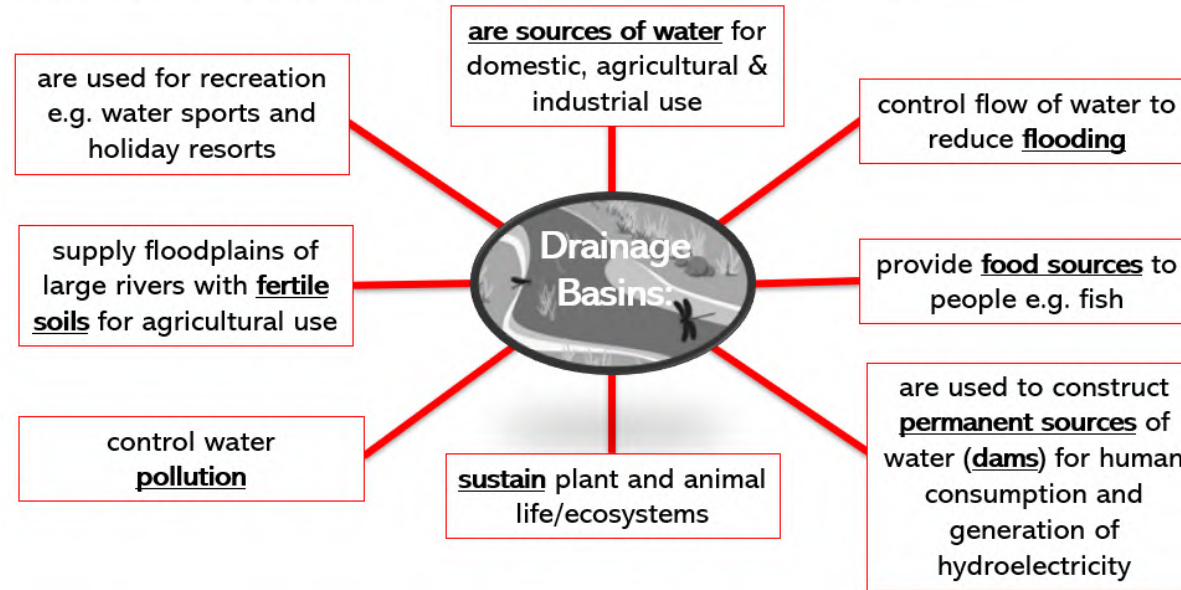 are sources of water for
domestic, agricultural &
industrial use
are used for recreation
e.g. water sports and
holiday resorts
control flow of water to
reduce flooding
supply floodplains of
large rivers with fertile
soils for agricultural use
Drainage
Basins:
provide food sources to
people e.g. fish
control water
pollution
sustain plant and animal
life/ecosystems
are used to construct
permanent sources of
water (dams) for human
consumption and
generation of
hydroelectricity